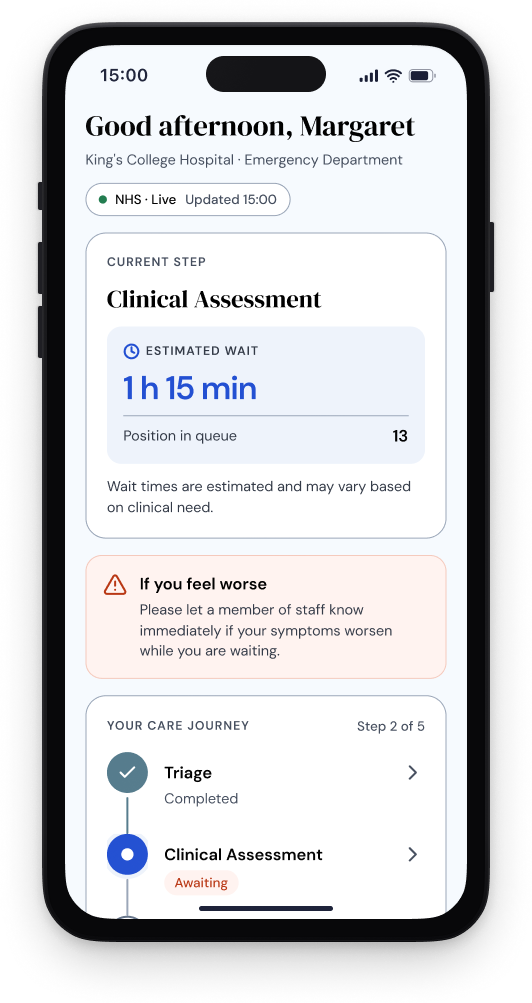 15:00
Good afternoon, Margaret
King's College Hospital · Emergency Department
NHS · Live Updated 15:00
CURRENT STEP
Clinical Assessment
ESTIMATED WAIT
1 h 15 min
Position in queue 13
Wait times are estimated and may vary based
on clinical need.
If you feel worse
Please let a member of staff know
immediately if your symptoms worsen
while you are waiting.
YOUR CARE JOURNEY Step 2 of 5
Triage
Completed
Clinical Assessment
Awaiting